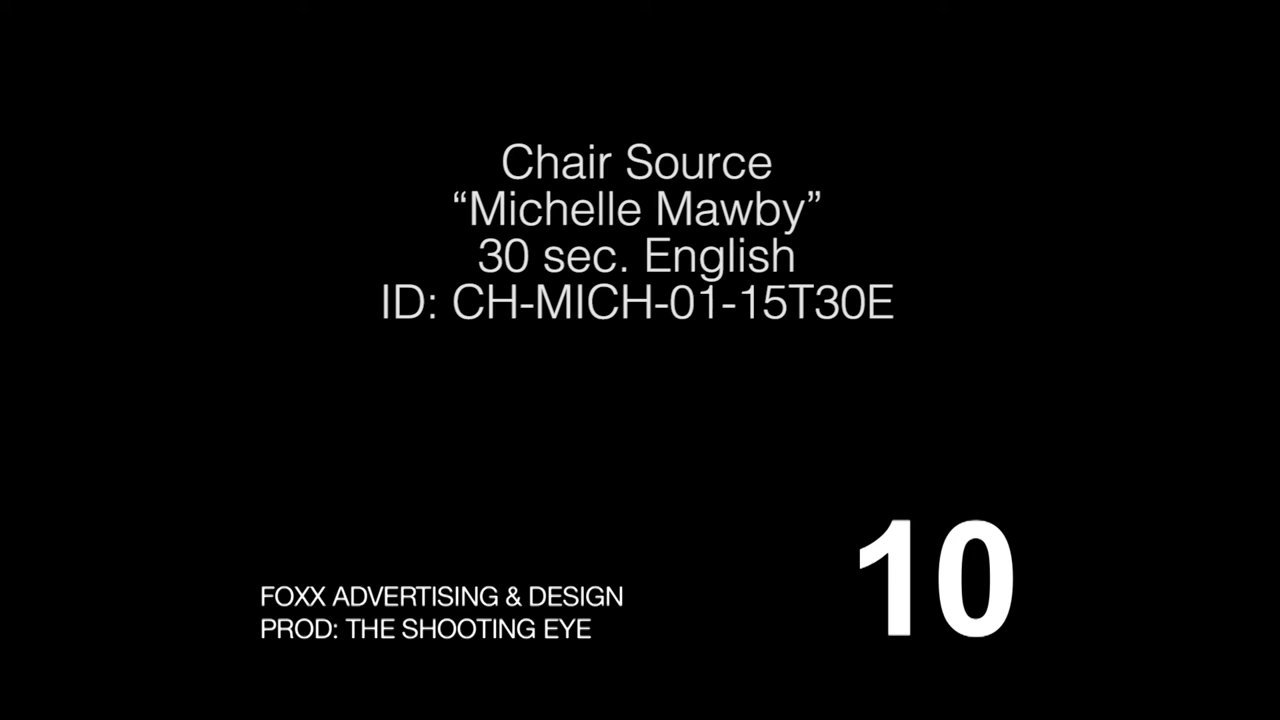 Chair Source
“Michelle Mawby”
30 sec. English
ID: CH-MICH-01-15T30E
FOXX ADVERTISING & DESIGN
PROD: THE SHOOTING EYE
10